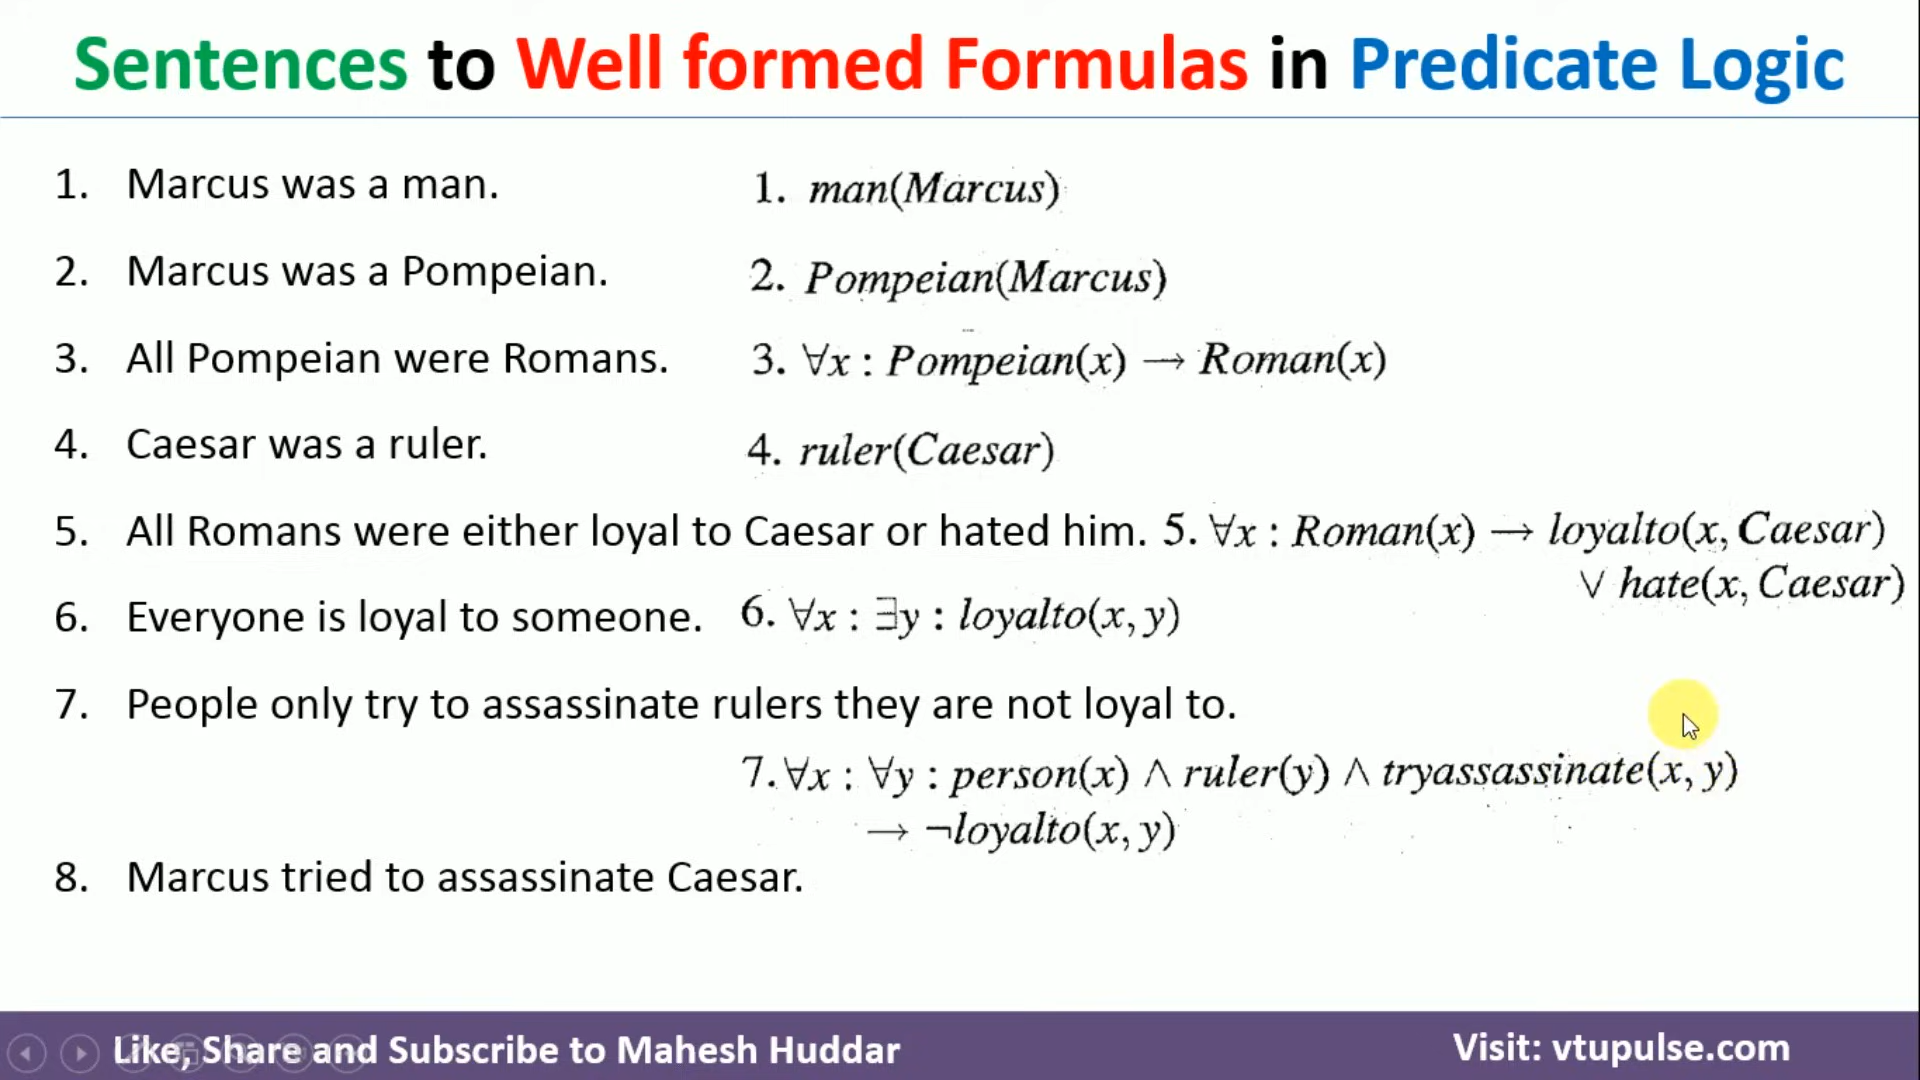 Sentences to Well formed Formulas in Predicate Logic
1. Marcus was a man.
1. man(Marcus)
2. Marcus was a Pompeian.
2. Pompeian(Marcus)
3. All Pompeian were Romans.
3. ∀x : Pompeian(x) → Roman(x)
4. Caesar was a ruler.
4. ruler(Caesar)
5. All Romans were either loyal to Caesar or hated him.
5. ∀x : Roman(x) → loyalto(x, Caesar)
∨ hate(x, Caesar)
6. Everyone is loyal to someone.
6. ∀x : ∃y : loyalto(x, y)
7. People only try to assassinate rulers they are not loyal to.
7. ∀x : ∀y : person(x) ∧ ruler(y) ∧ tryassassinate(x, y)
→ ¬loyalto(x, y)
8. Marcus tried to assassinate Caesar.
Like, Share and Subscribe to Mahesh Huddar
Visit: vtupulse.com